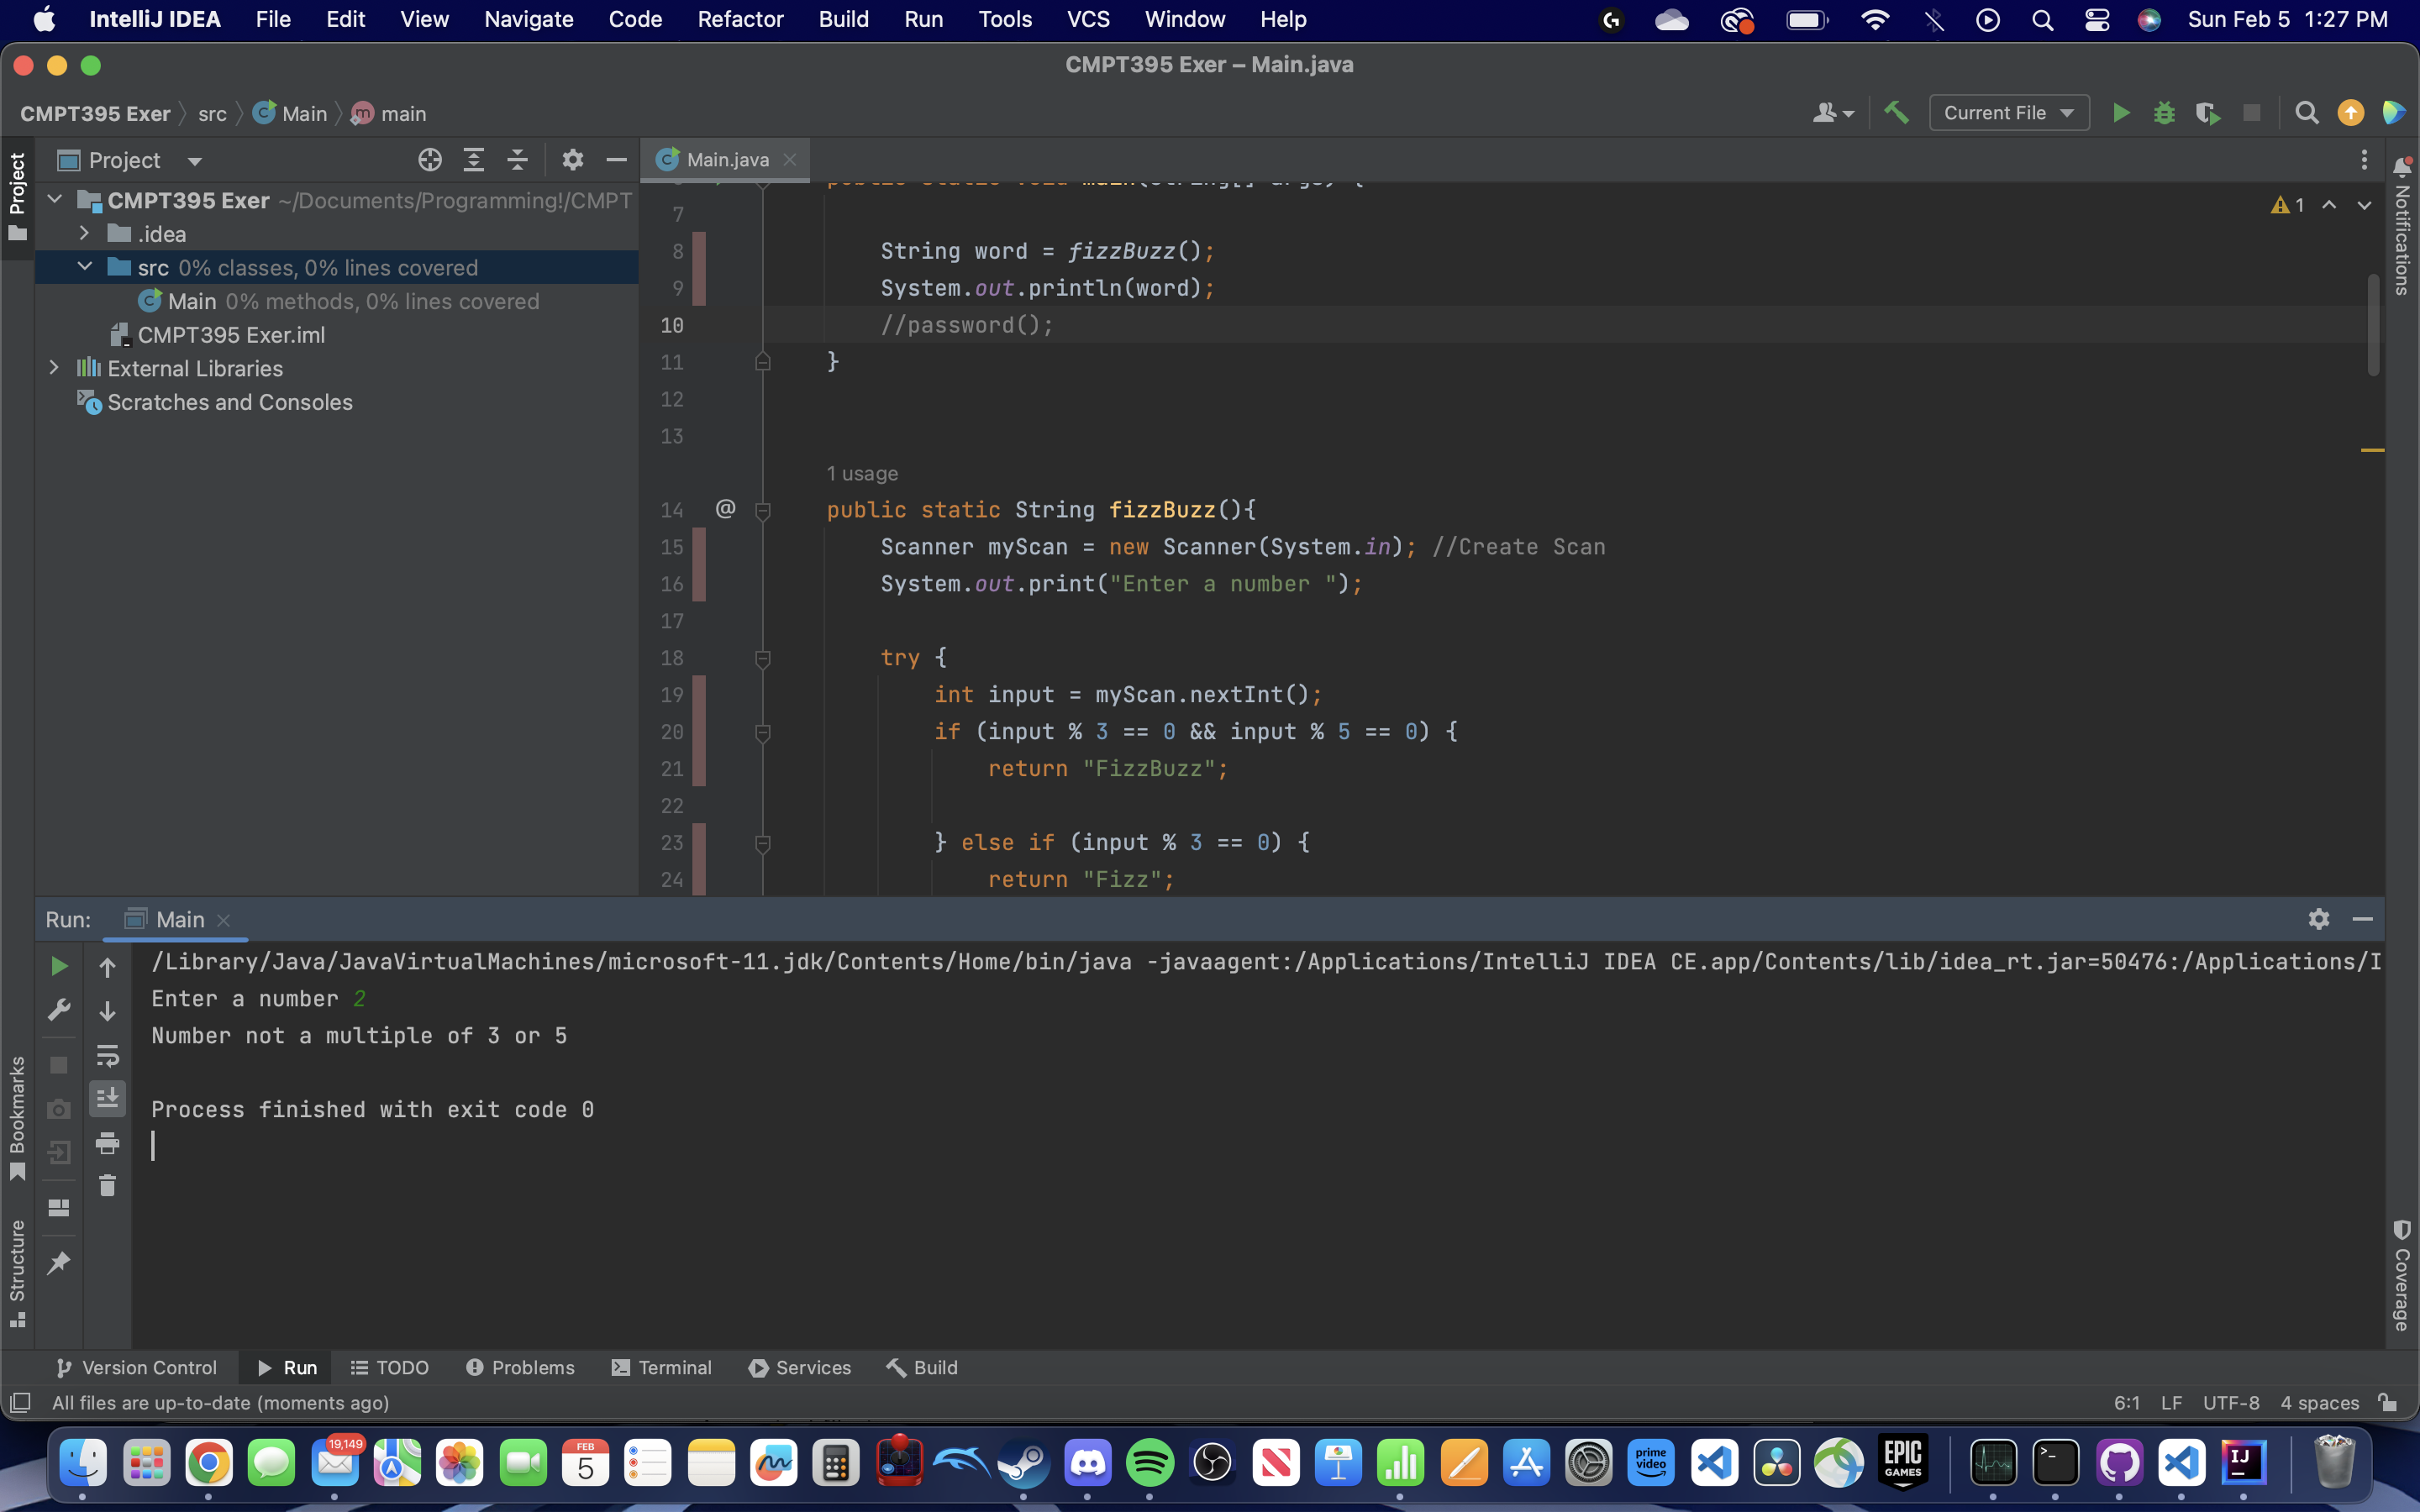 IntelliJ IDEA File Edit View Navigate Code Refactor Build Run Tools VCS Window Help Sun Feb 5 1:27 PM
CMPT395 Exer – Main.java
CMPT395 Exer src Main main
Current File
Project
Main.java
Project
CMPT395 Exer ~/Documents/Programming!/CMPT
.idea
src 0% classes, 0% lines covered
Main 0% methods, 0% lines covered
CMPT395 Exer.iml
External Libraries
Scratches and Consoles
1
Notifications
public static void main(String[] args) {
7
8 String word = fizzBuzz();
9 System.out.println(word);
10 //password();
11 }
12
13
1 usage
14 @ public static String fizzBuzz(){
15 Scanner myScan = new Scanner(System.in); //Create Scan
16 System.out.print("Enter a number ");
17
18 try {
19 int input = myScan.nextInt();
20 if (input % 3 == 0 && input % 5 == 0) {
21 return "FizzBuzz";
22
23 } else if (input % 3 == 0) {
24 return "Fizz";
Run: Main
/Library/Java/JavaVirtualMachines/microsoft-11.jdk/Contents/Home/bin/java -javaagent:/Applications/IntelliJ IDEA CE.app/Contents/lib/idea_rt.jar=50476:/Applications/I
Enter a number 2
Number not a multiple of 3 or 5
Process finished with exit code 0
Bookmarks
Structure
Coverage
Version Control Run TODO Problems Terminal Services Build
All files are up-to-date (moments ago) 6:1 LF UTF-8 4 spaces
19,149
FEB
5
prime video
EPIC GAMES
IJ